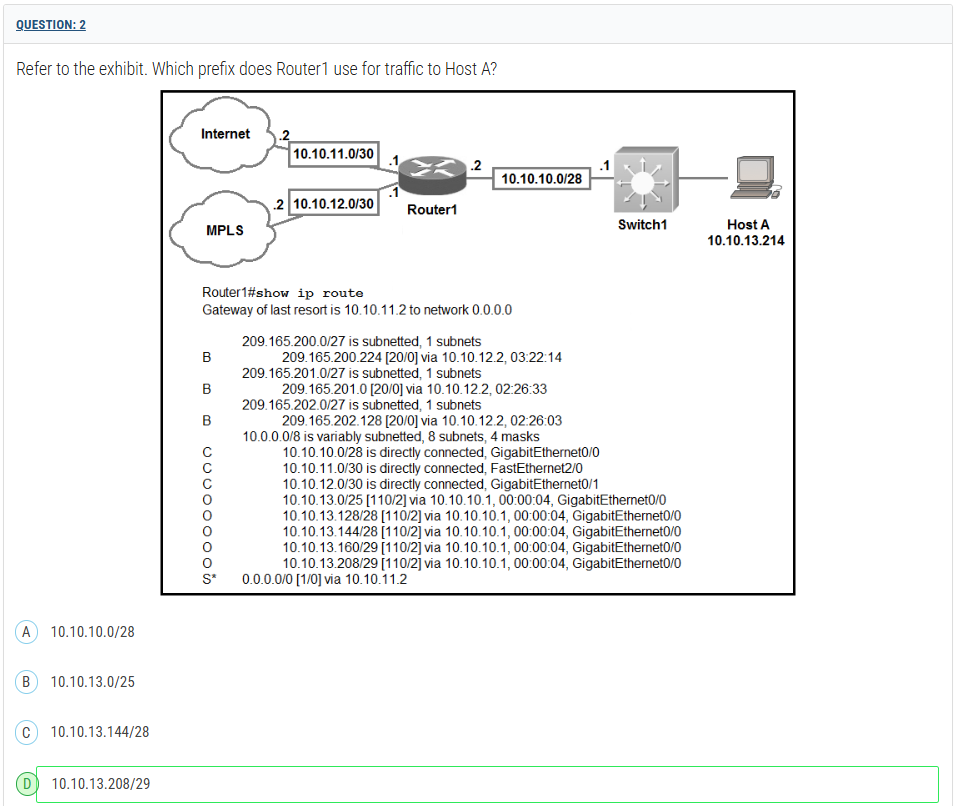 QUESTION: 2
Refer to the exhibit. Which prefix does Router1 use for traffic to Host A?
Internet
.2
10.10.11.0/30
.1
.2
10.10.10.0/28
.1
.2
10.10.12.0/30
.1
MPLS
Router1
Switch1
Host A
10.10.13.214
Router1#show ip route
Gateway of last resort is 10.10.11.2 to network 0.0.0.0
209.165.200.0/27 is subnetted, 1 subnets
B 209.165.200.224 [20/0] via 10.10.12.2, 03:22:14
209.165.201.0/27 is subnetted, 1 subnets
B 209.165.201.0 [20/0] via 10.10.12.2, 02:26:33
209.165.202.0/27 is subnetted, 1 subnets
B 209.165.202.128 [20/0] via 10.10.12.2, 02:26:03
10.0.0.0/8 is variably subnetted, 8 subnets, 4 masks
C 10.10.10.0/28 is directly connected, GigabitEthernet0/0
C 10.10.11.0/30 is directly connected, FastEthernet2/0
C 10.10.12.0/30 is directly connected, GigabitEthernet0/1
O 10.10.13.0/25 [110/2] via 10.10.10.1, 00:00:04, GigabitEthernet0/0
O 10.10.13.128/28 [110/2] via 10.10.10.1, 00:00:04, GigabitEthernet0/0
O 10.10.13.144/28 [110/2] via 10.10.10.1, 00:00:04, GigabitEthernet0/0
O 10.10.13.160/29 [110/2] via 10.10.10.1, 00:00:04, GigabitEthernet0/0
O 10.10.13.208/29 [110/2] via 10.10.10.1, 00:00:04, GigabitEthernet0/0
S* 0.0.0.0/0 [1/0] via 10.10.11.2
A 10.10.10.0/28
B 10.10.13.0/25
C 10.10.13.144/28
D 10.10.13.208/29